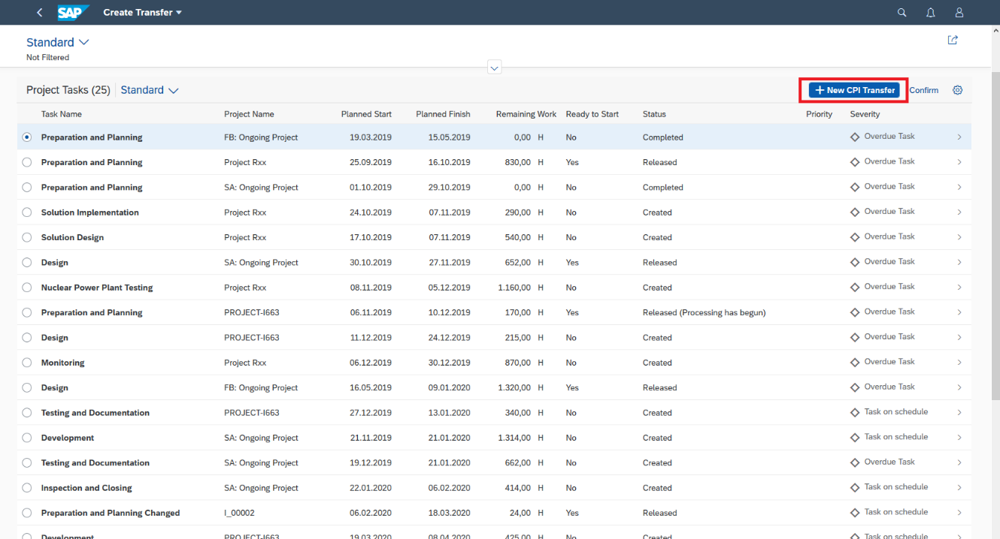 SAP Create Transfer
Standard
Not Filtered
Project Tasks (25) Standard New CPI Transfer Confirm
Task Name Project Name Planned Start Planned Finish Remaining Work Ready to Start Status Priority Severity
Preparation and Planning FB: Ongoing Project 19.03.2019 15.05.2019 0,00 H No Completed Overdue Task
Preparation and Planning Project Rxx 25.09.2019 16.10.2019 830,00 H Yes Released Overdue Task
Preparation and Planning SA: Ongoing Project 01.10.2019 29.10.2019 0,00 H No Completed Overdue Task
Solution Implementation Project Rxx 24.10.2019 07.11.2019 290,00 H No Created Overdue Task
Solution Design Project Rxx 17.10.2019 07.11.2019 540,00 H No Created Overdue Task
Design SA: Ongoing Project 30.10.2019 27.11.2019 652,00 H Yes Released Overdue Task
Nuclear Power Plant Testing Project Rxx 08.11.2019 05.12.2019 1.160,00 H No Created Overdue Task
Preparation and Planning PROJECT-I663 06.11.2019 10.12.2019 170,00 H Yes Released (Processing has begun) Overdue Task
Design PROJECT-I663 11.12.2019 24.12.2019 215,00 H No Created Overdue Task
Monitoring Project Rxx 06.12.2019 30.12.2019 870,00 H No Created Overdue Task
Design FB: Ongoing Project 16.05.2019 09.01.2020 1.320,00 H Yes Released Overdue Task
Testing and Documentation PROJECT-I663 27.12.2019 13.01.2020 340,00 H No Created Task on schedule
Development SA: Ongoing Project 21.11.2019 21.01.2020 1.314,00 H No Created Task on schedule
Testing and Documentation SA: Ongoing Project 19.12.2019 21.01.2020 662,00 H No Created Overdue Task
Inspection and Closing SA: Ongoing Project 22.01.2020 06.02.2020 414,00 H No Created Task on schedule
Preparation and Planning Changed I_00002 06.02.2020 18.03.2020 24,00 H Yes Released Task on schedule
Development PROJECT-I663 19.03.2020 08.04.2020 425,00 H No Created Task on schedule